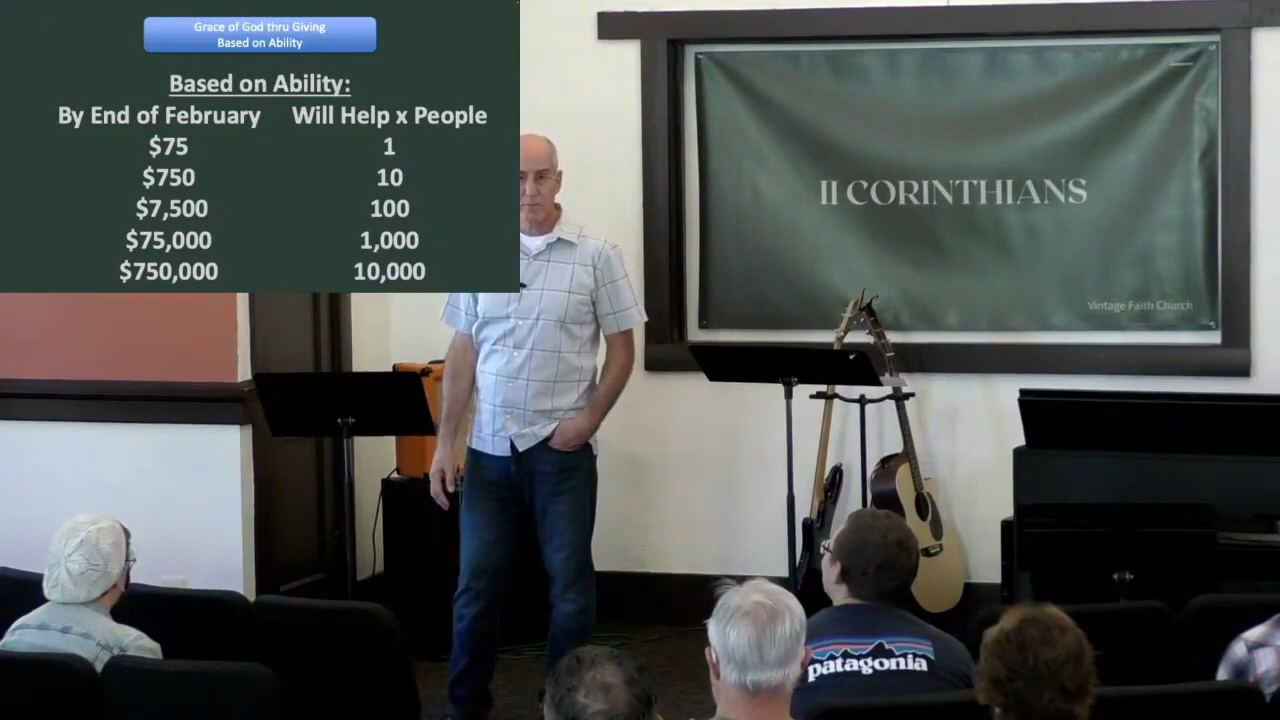 Grace of God thru Giving
Based on Ability
Based on Ability:
By End of February Will Help x People
$75 1
$750 10
$7,500 100
$75,000 1,000
$750,000 10,000
II CORINTHIANS
Vintage Faith Church
patagonia